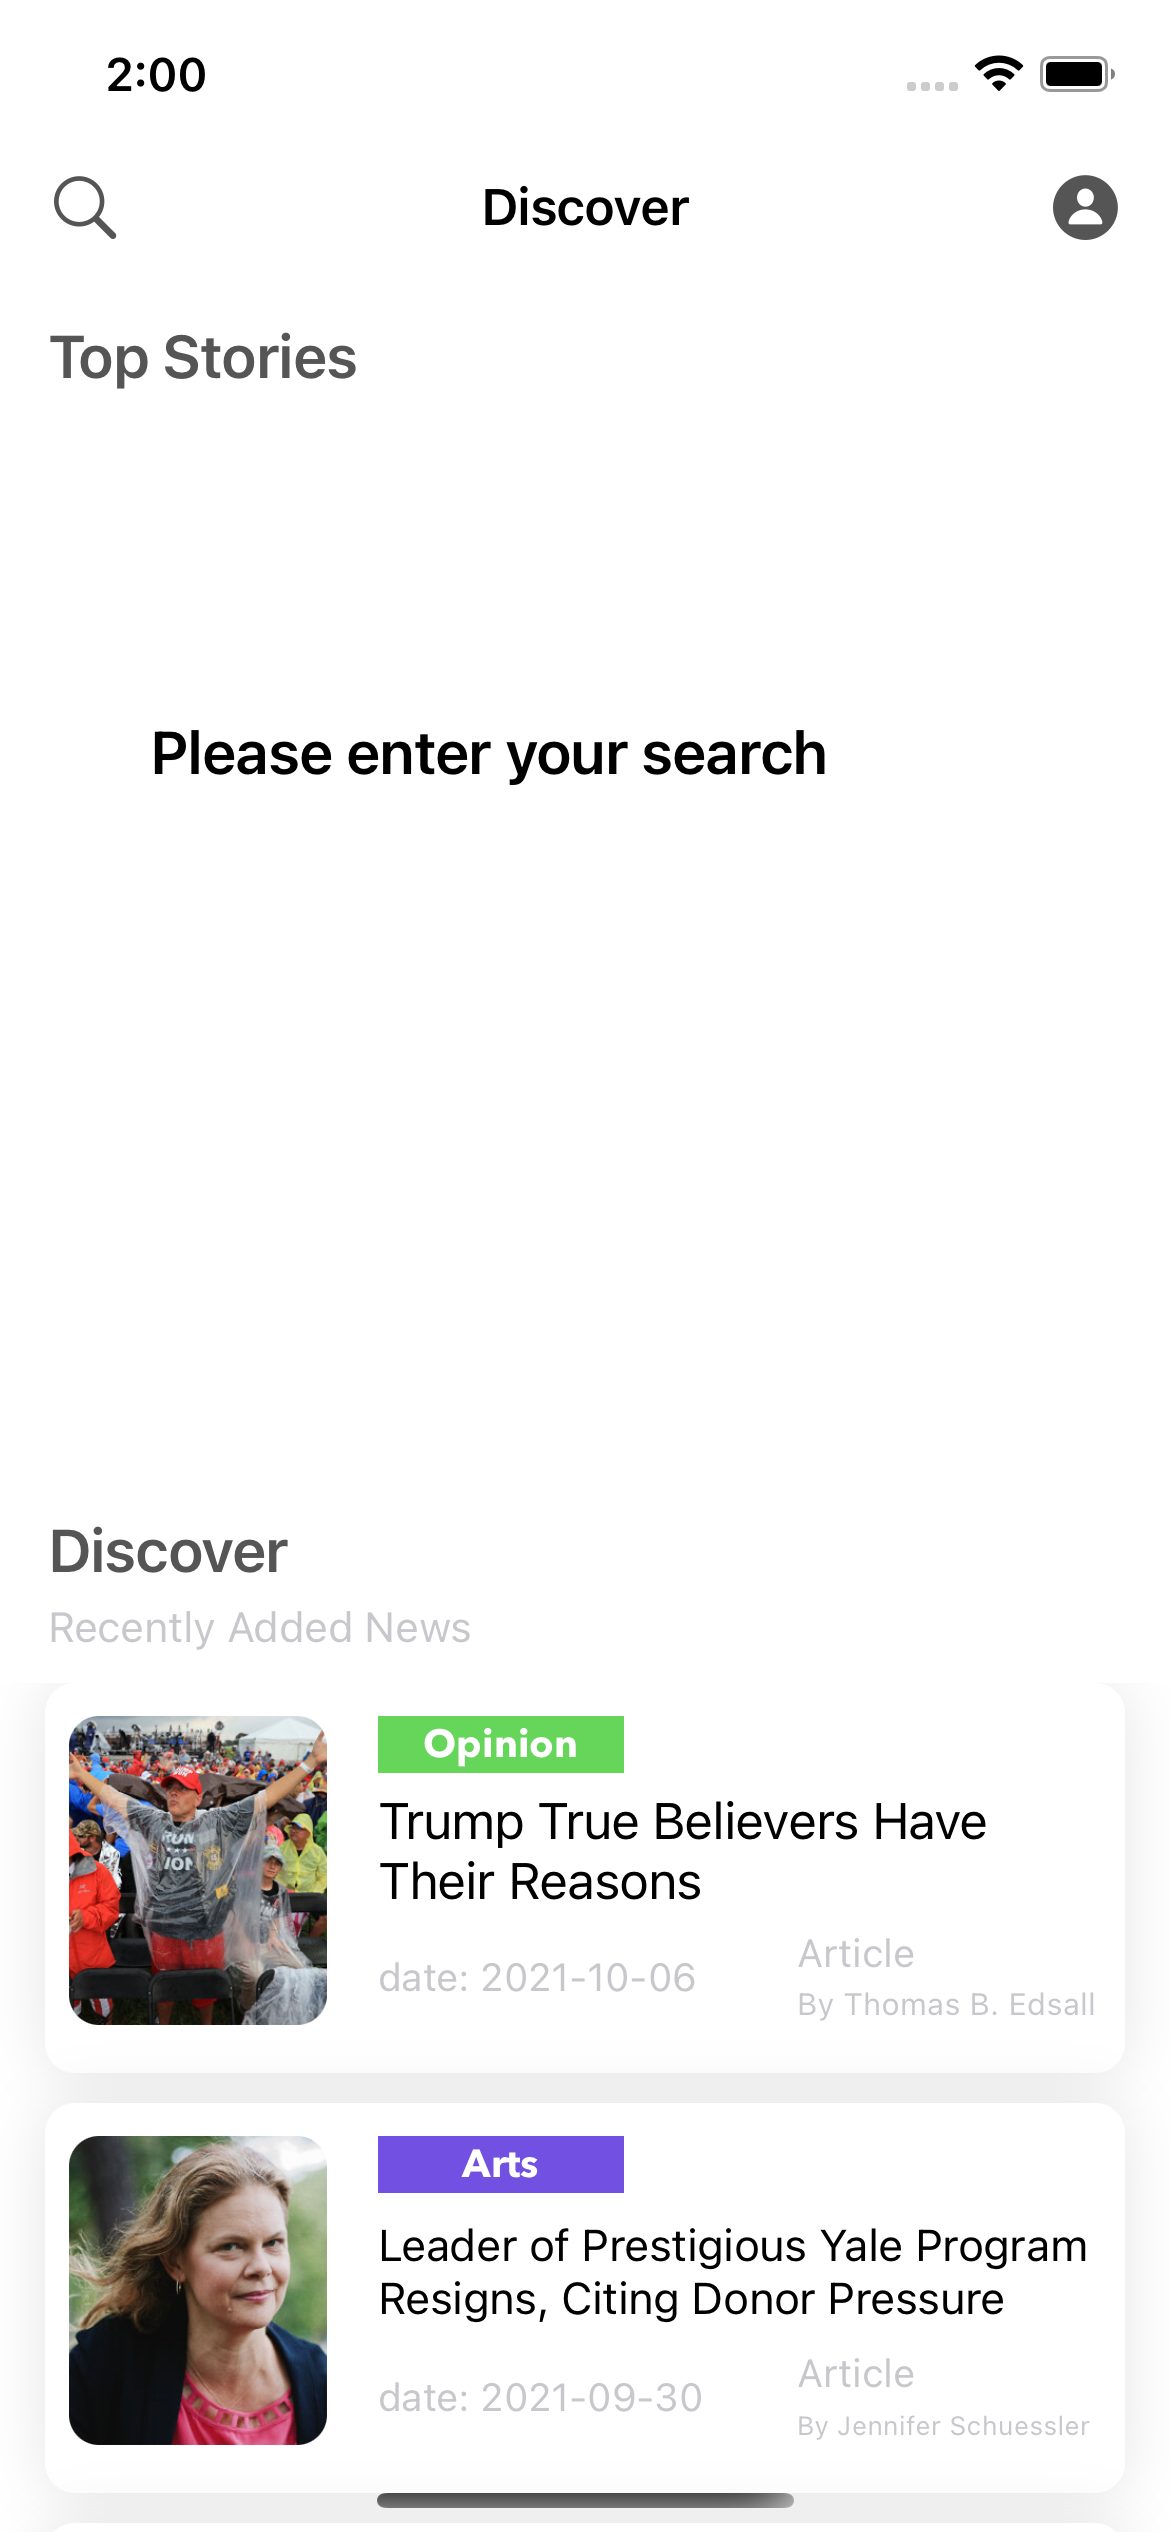 2:00
Discover
Top Stories
Please enter your search
Discover
Recently Added News
Opinion
Trump True Believers Have
Their Reasons
date: 2021-10-06
Article
By Thomas B. Edsall
Arts
Leader of Prestigious Yale Program
Resigns, Citing Donor Pressure
date: 2021-09-30
Article
By Jennifer Schuessler